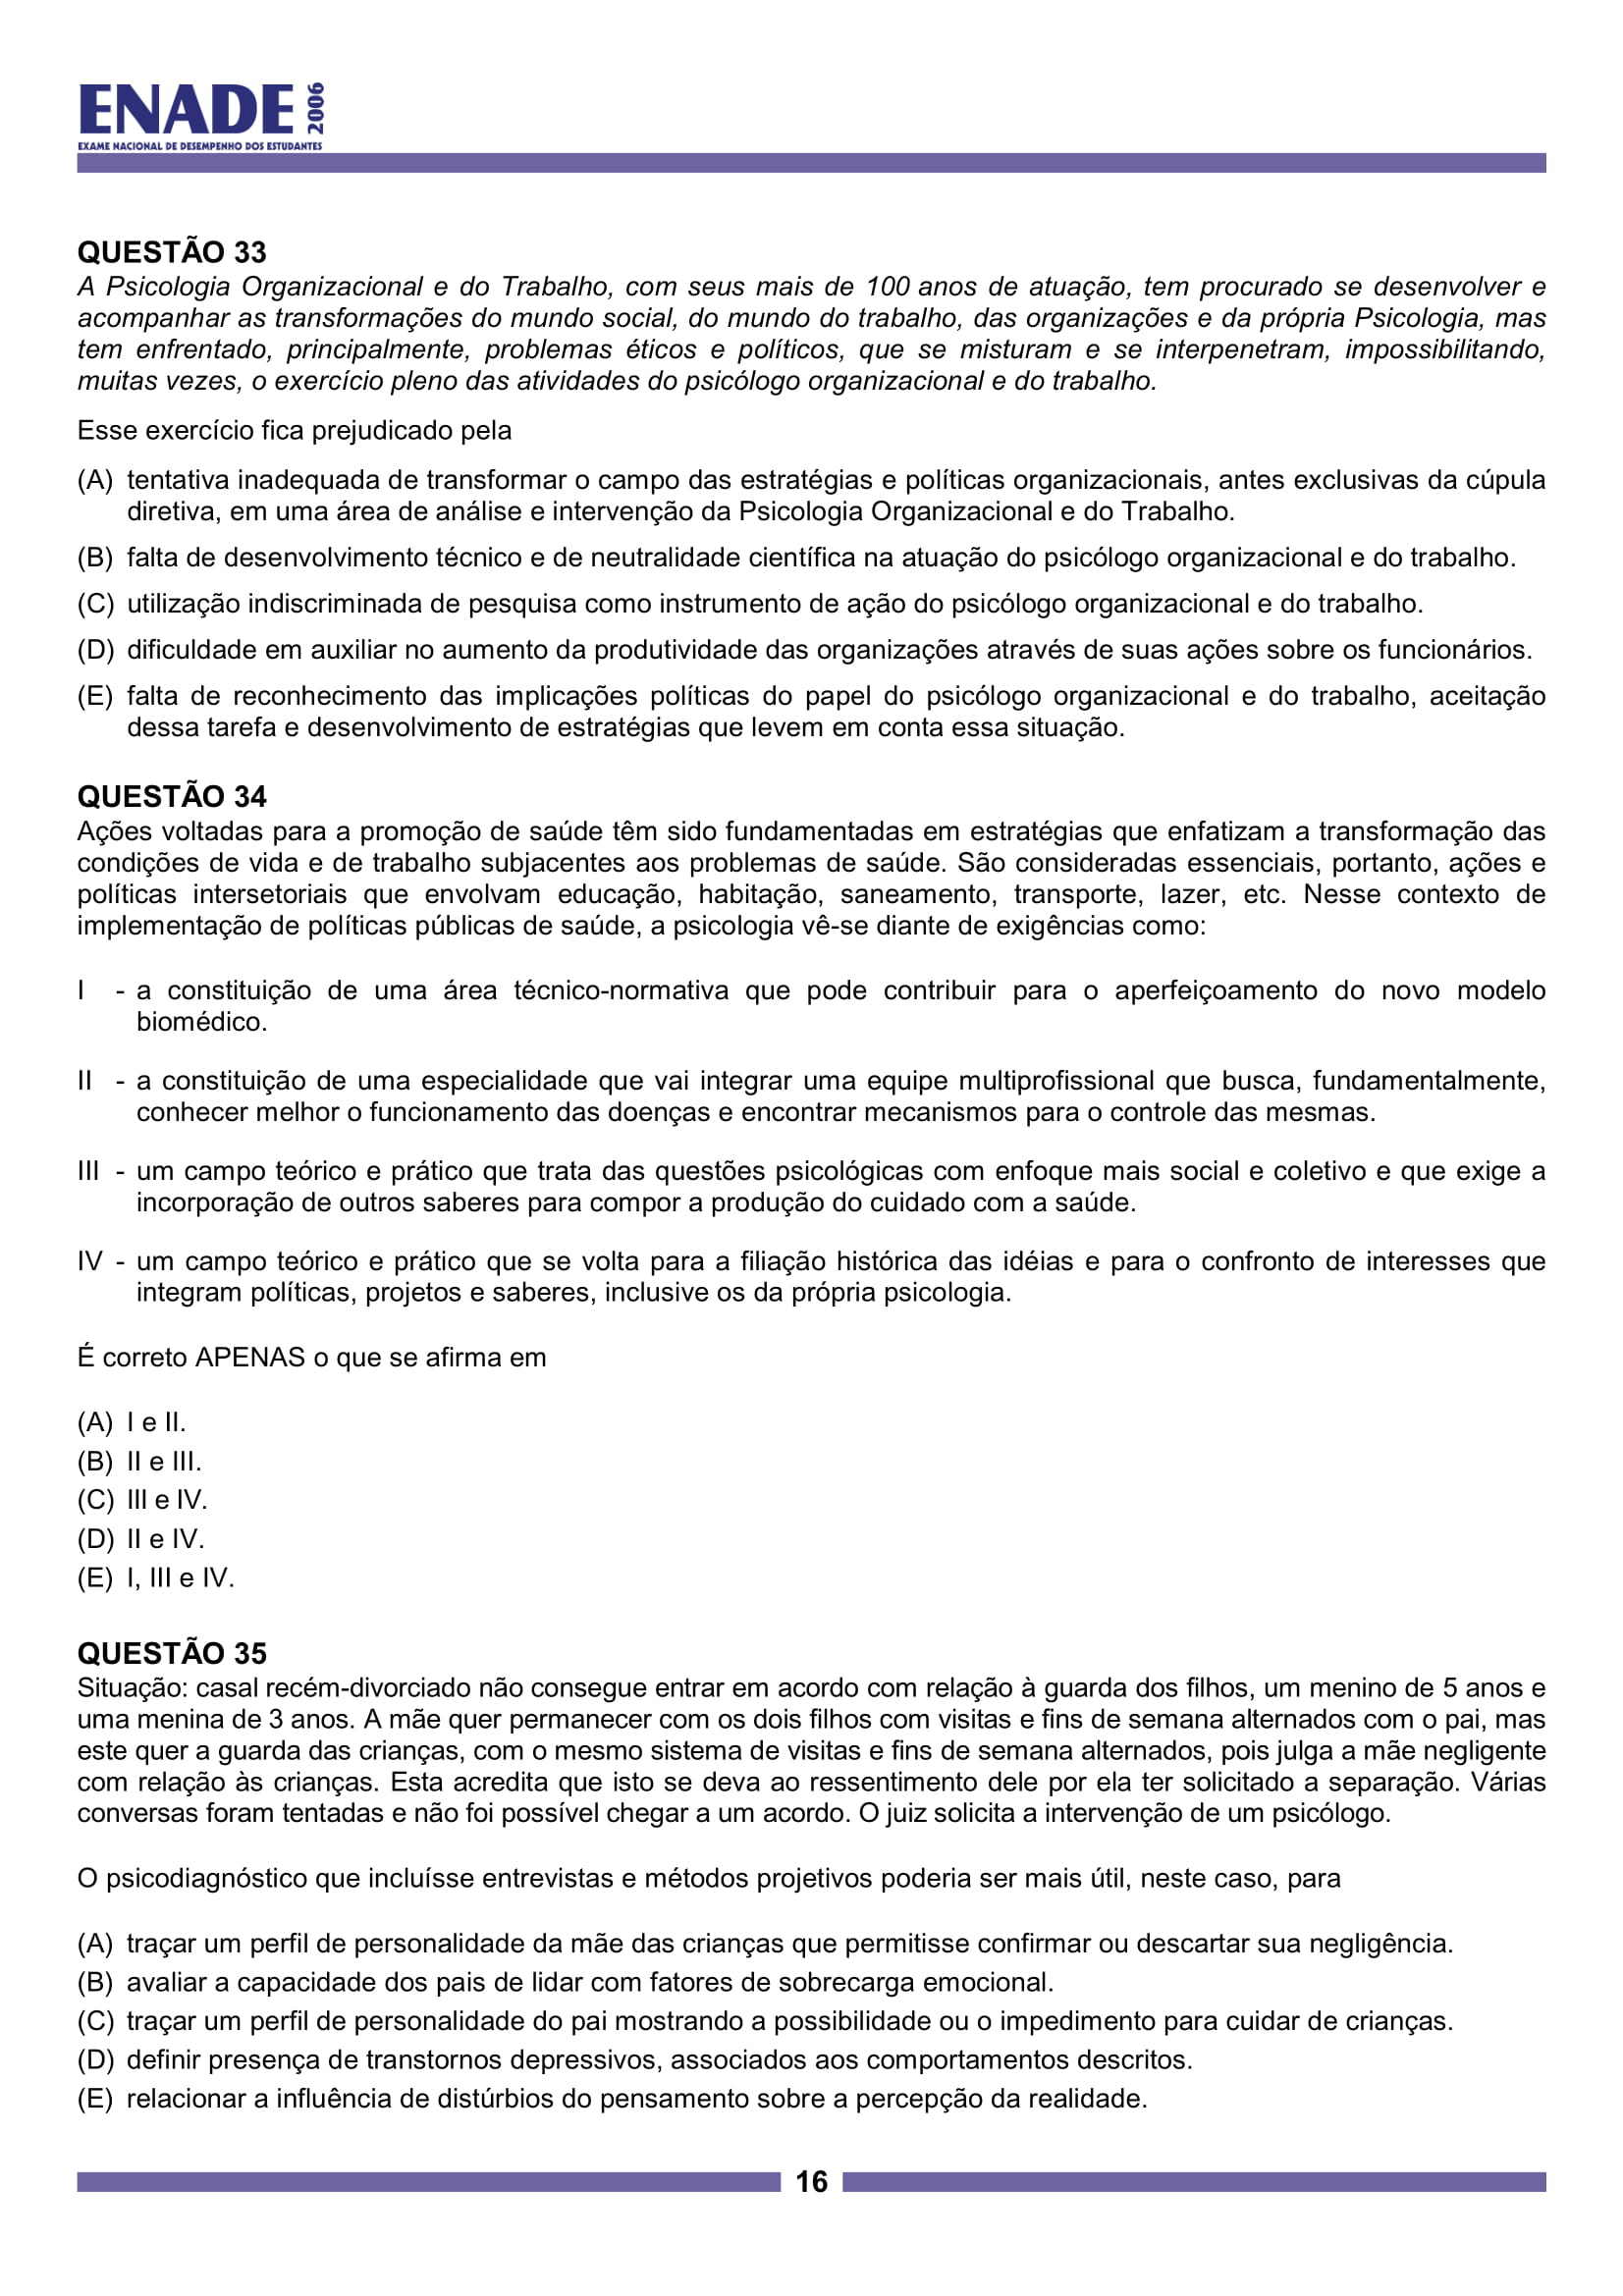 ENADE 2006
EXAME NACIONAL DE DESEMPENHO DOS ESTUDANTES
QUESTÃO 33
A Psicologia Organizacional e do Trabalho, com seus mais de 100 anos de atuação, tem procurado se desenvolver e
acompanhar as transformações do mundo social, do mundo do trabalho, das organizações e da própria Psicologia, mas
tem enfrentado, principalmente, problemas éticos e políticos, que se misturam e se interpenetram, impossibilitando,
muitas vezes, o exercício pleno das atividades do psicólogo organizacional e do trabalho.
Esse exercício fica prejudicado pela
(A) tentativa inadequada de transformar o campo das estratégias e políticas organizacionais, antes exclusivas da cúpula
diretiva, em uma área de análise e intervenção da Psicologia Organizacional e do Trabalho.
(B) falta de desenvolvimento técnico e de neutralidade científica na atuação do psicólogo organizacional e do trabalho.
(C) utilização indiscriminada de pesquisa como instrumento de ação do psicólogo organizacional e do trabalho.
(D) dificuldade em auxiliar no aumento da produtividade das organizações através de suas ações sobre os funcionários.
(E) falta de reconhecimento das implicações políticas do papel do psicólogo organizacional e do trabalho, aceitação
dessa tarefa e desenvolvimento de estratégias que levem em conta essa situação.
QUESTÃO 34
Ações voltadas para a promoção de saúde têm sido fundamentadas em estratégias que enfatizam a transformação das
condições de vida e de trabalho subjacentes aos problemas de saúde. São consideradas essenciais, portanto, ações e
políticas intersetoriais que envolvam educação, habitação, saneamento, transporte, lazer, etc. Nesse contexto de
implementação de políticas públicas de saúde, a psicologia vê-se diante de exigências como:
I - a constituição de uma área técnico-normativa que pode contribuir para o aperfeiçoamento do novo modelo
biomédico.
II - a constituição de uma especialidade que vai integrar uma equipe multiprofissional que busca, fundamentalmente,
conhecer melhor o funcionamento das doenças e encontrar mecanismos para o controle das mesmas.
III - um campo teórico e prático que trata das questões psicológicas com enfoque mais social e coletivo e que exige a
incorporação de outros saberes para compor a produção do cuidado com a saúde.
IV - um campo teórico e prático que se volta para a filiação histórica das idéias e para o confronto de interesses que
integram políticas, projetos e saberes, inclusive os da própria psicologia.
É correto APENAS o que se afirma em
(A) I e II.
(B) II e III.
(C) III e IV.
(D) II e IV.
(E) I, III e IV.
QUESTÃO 35
Situação: casal recém-divorciado não consegue entrar em acordo com relação à guarda dos filhos, um menino de 5 anos e
uma menina de 3 anos. A mãe quer permanecer com os dois filhos com visitas e fins de semana alternados com o pai, mas
este quer a guarda das crianças, com o mesmo sistema de visitas e fins de semana alternados, pois julga a mãe negligente
com relação às crianças. Esta acredita que isto se deva ao ressentimento dele por ela ter solicitado a separação. Várias
conversas foram tentadas e não foi possível chegar a um acordo. O juiz solicita a intervenção de um psicólogo.
O psicodiagnóstico que incluísse entrevistas e métodos projetivos poderia ser mais útil, neste caso, para
(A) traçar um perfil de personalidade da mãe das crianças que permitisse confirmar ou descartar sua negligência.
(B) avaliar a capacidade dos pais de lidar com fatores de sobrecarga emocional.
(C) traçar um perfil de personalidade do pai mostrando a possibilidade ou o impedimento para cuidar de crianças.
(D) definir presença de transtornos depressivos, associados aos comportamentos descritos.
(E) relacionar a influência de distúrbios do pensamento sobre a percepção da realidade.
16